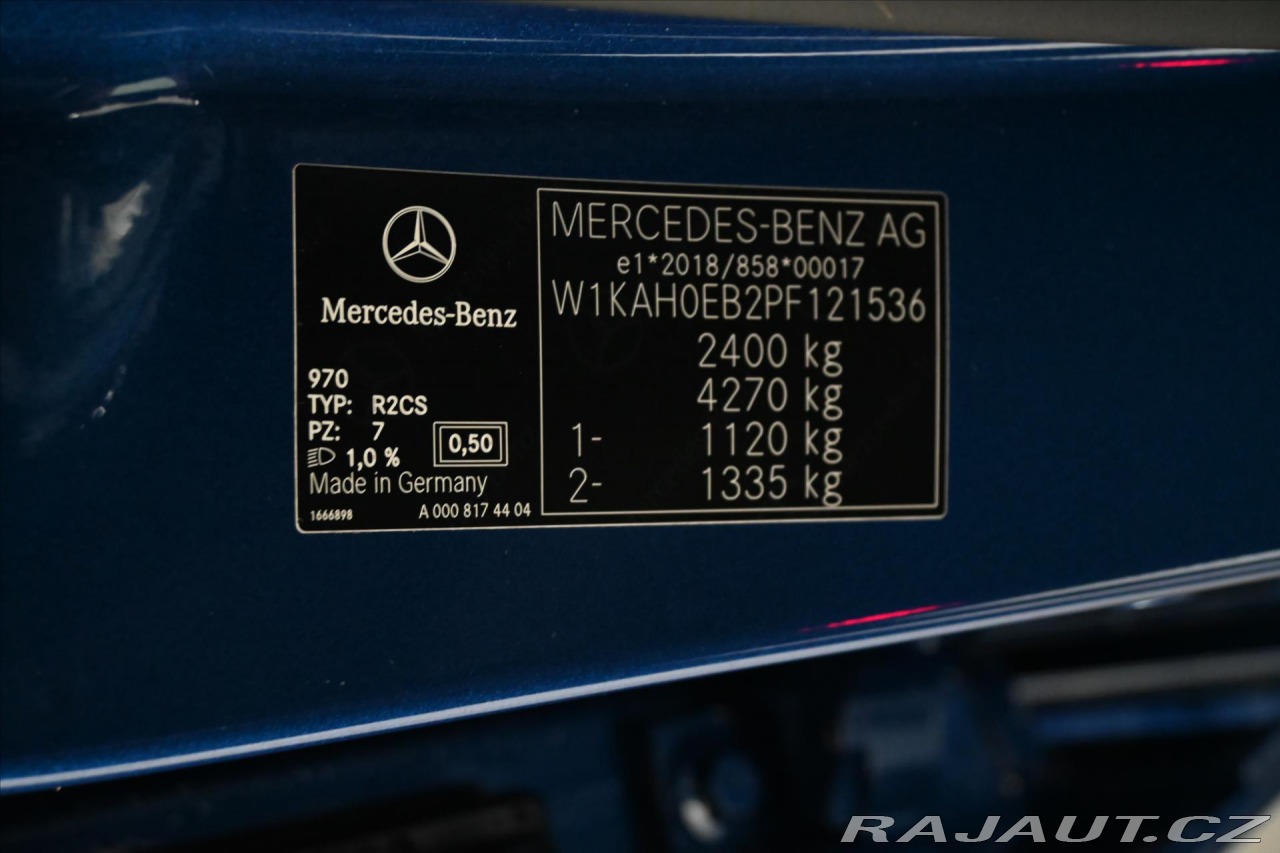 Mercedes-Benz
970
TYP: R2CS
PZ: 7
1,0 %
0,50
Made in Germany
1666898
A 000 817 44 04
MERCEDES-BENZ AG
e1*2018/858*00017
W1KAH0EB2PF121536
2400 kg
4270 kg
1- 1120 kg
2- 1335 kg
RAJAUT.CZ